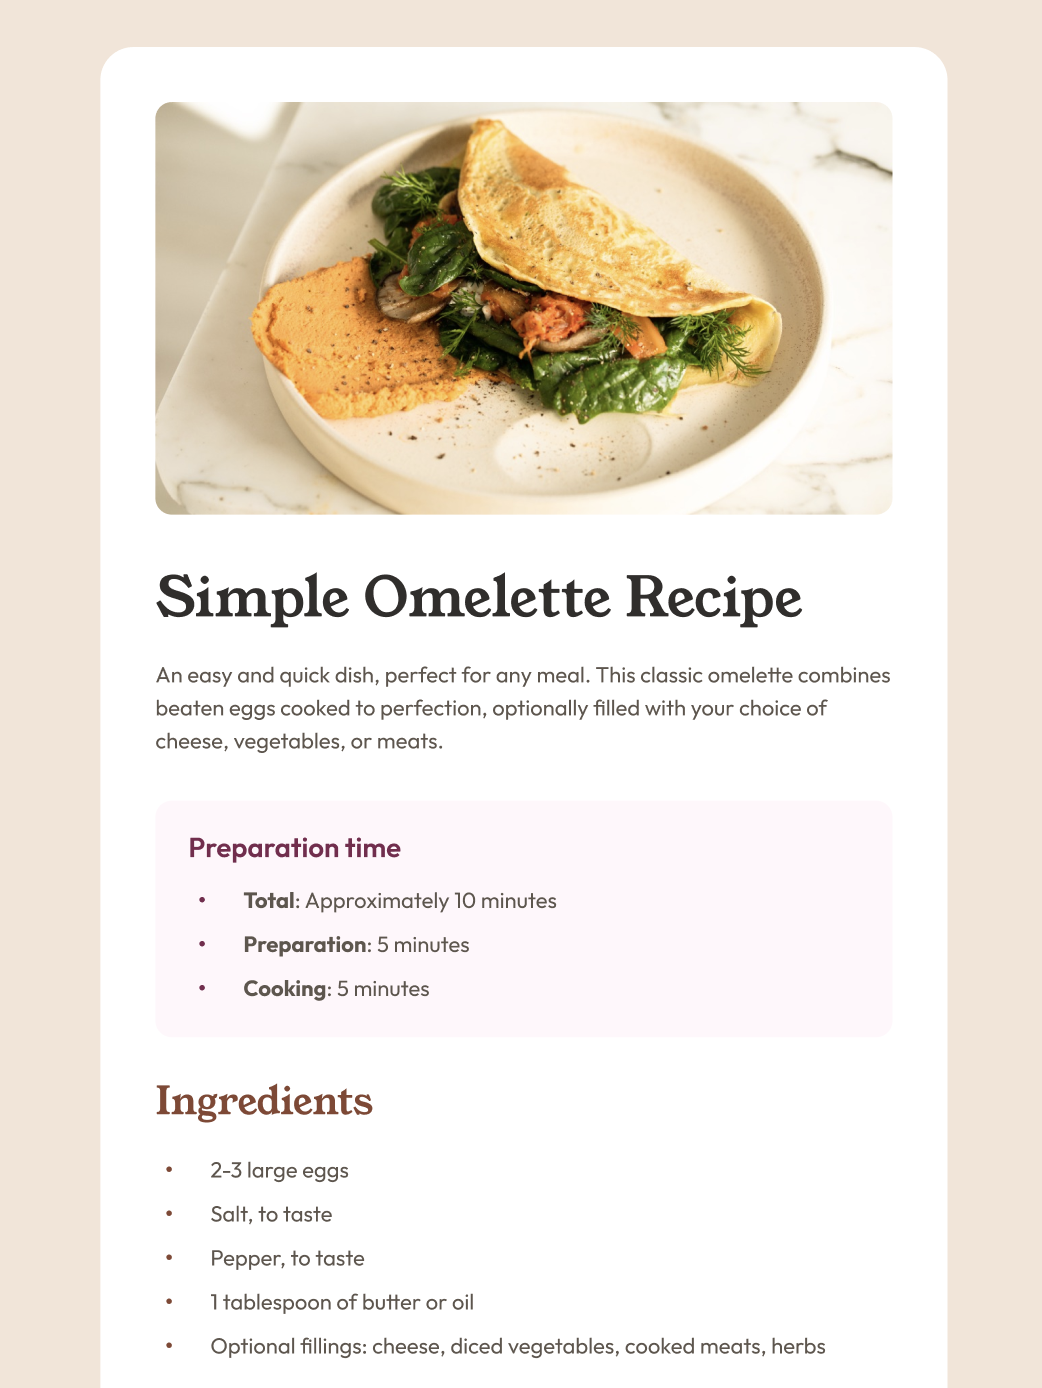 Simple Omelette Recipe
An easy and quick dish, perfect for any meal. This classic omelette combines
beaten eggs cooked to perfection, optionally filled with your choice of
cheese, vegetables, or meats.
Preparation time
• Total: Approximately 10 minutes
• Preparation: 5 minutes
• Cooking: 5 minutes
Ingredients
• 2-3 large eggs
• Salt, to taste
• Pepper, to taste
• 1 tablespoon of butter or oil
• Optional fillings: cheese, diced vegetables, cooked meats, herbs